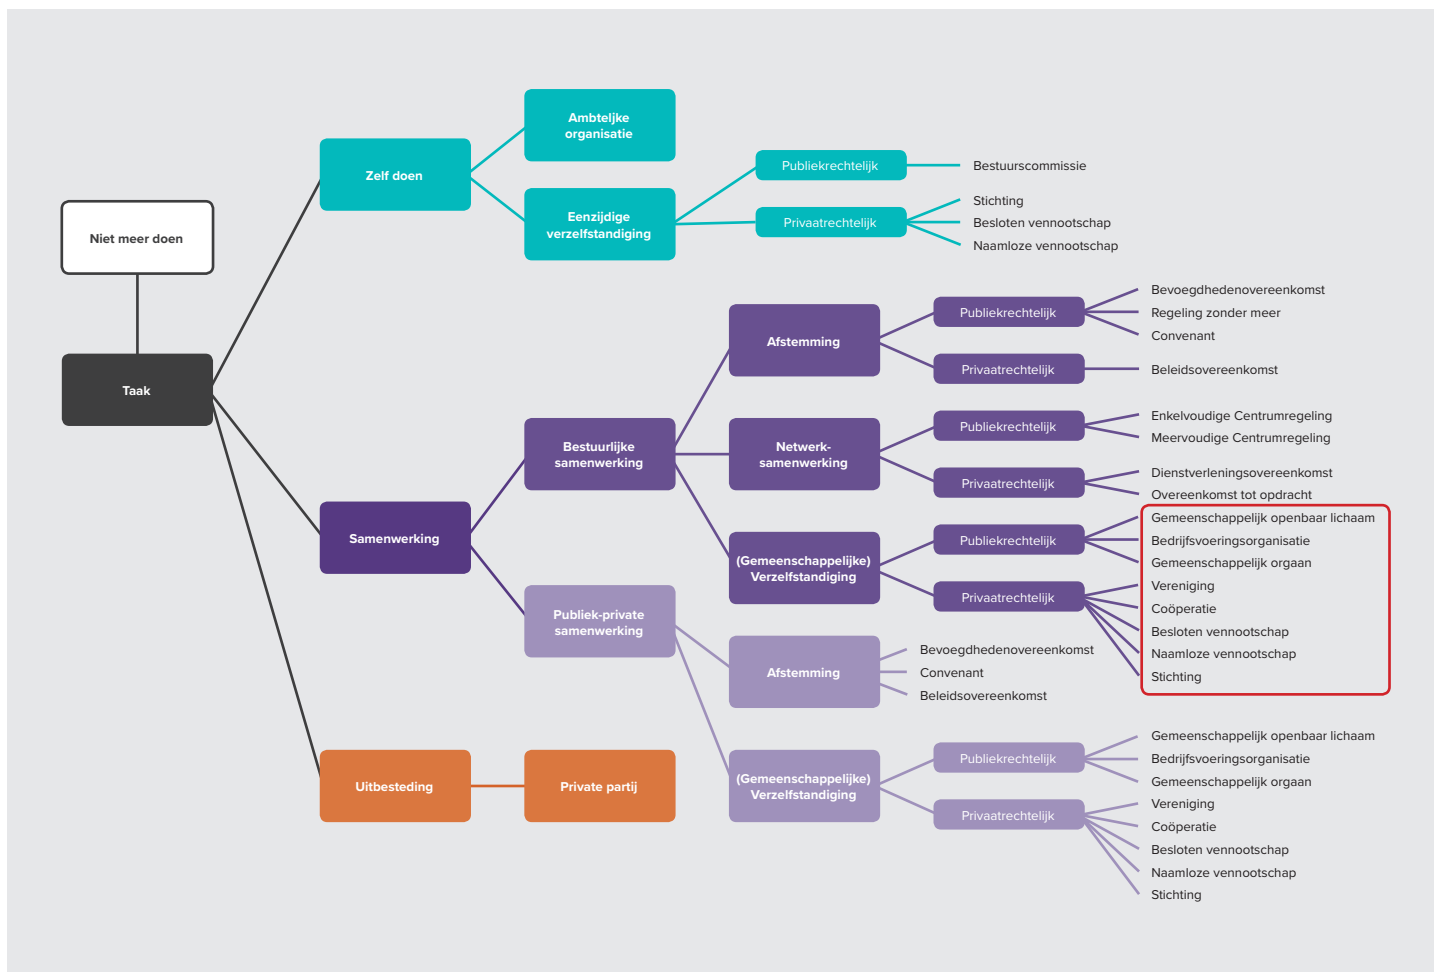 Niet meer doen
Taak
Zelf doen
Ambteljke
organisatie
Eenzijdige
verzelfstandiging
Publiekrechtelijk
Bestuurscommissie
Privaatrechtelijk
Stichting
Besloten vennootschap
Naamloze vennootschap
Samenwerking
Bestuurlijke
samenwerking
Afstemming
Publiekrechtelijk
Bevoegdhedenovereenkomst
Regeling zonder meer
Convenant
Privaatrechtelijk
Beleidsovereenkomst
Netwerk-
samenwerking
Publiekrechtelijk
Enkelvoudige Centrumregeling
Meervoudige Centrumregeling
Privaatrechtelijk
Dienstverleningsovereenkomst
Overeenkomst tot opdracht
(Gemeenschappelijke)
Verzelfstandiging
Publiekrechtelijk
Gemeenschappelijk openbaar lichaam
Bedrijfsvoeringsorganisatie
Gemeenschappelijk orgaan
Privaatrechtelijk
Vereniging
Coöperatie
Besloten vennootschap
Naamloze vennootschap
Stichting
Publiek-private
samenwerking
Afstemming
Bevoegdhedenovereenkomst
Convenant
Beleidsovereenkomst
(Gemeenschappelijke)
Verzelfstandiging
Publiekrechtelijk
Gemeenschappelijk openbaar lichaam
Bedrijfsvoeringsorganisatie
Gemeenschappelijk orgaan
Privaatrechtelijk
Vereniging
Coöperatie
Besloten vennootschap
Naamloze vennootschap
Stichting
Uitbesteding
Private partij